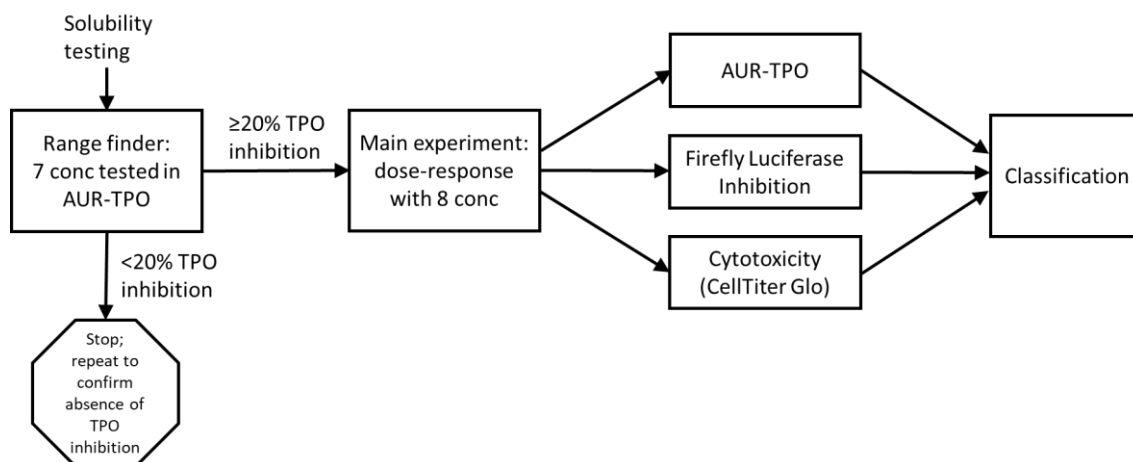 Solubility
testing
Range finder:
7 conc tested in
AUR-TPO
≥20% TPO
inhibition
<20% TPO
inhibition
Stop;
repeat to
confirm
absence of
TPO
inhibition
Main experiment:
dose-response
with 8 conc
AUR-TPO
Firefly Luciferase
Inhibition
Cytotoxicity
(CellTiter Glo)
Classification